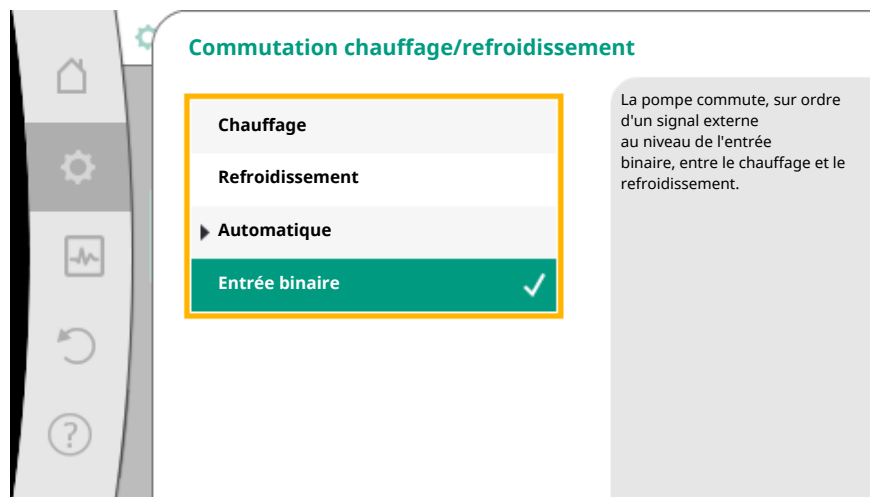 Commutation chauffage/refroidissement
Chauffage
Refroidissement
Automatique
Entrée binaire
La pompe commute, sur ordre
d'un signal externe
au niveau de l'entrée
binaire, entre le chauffage et le
refroidissement.
?